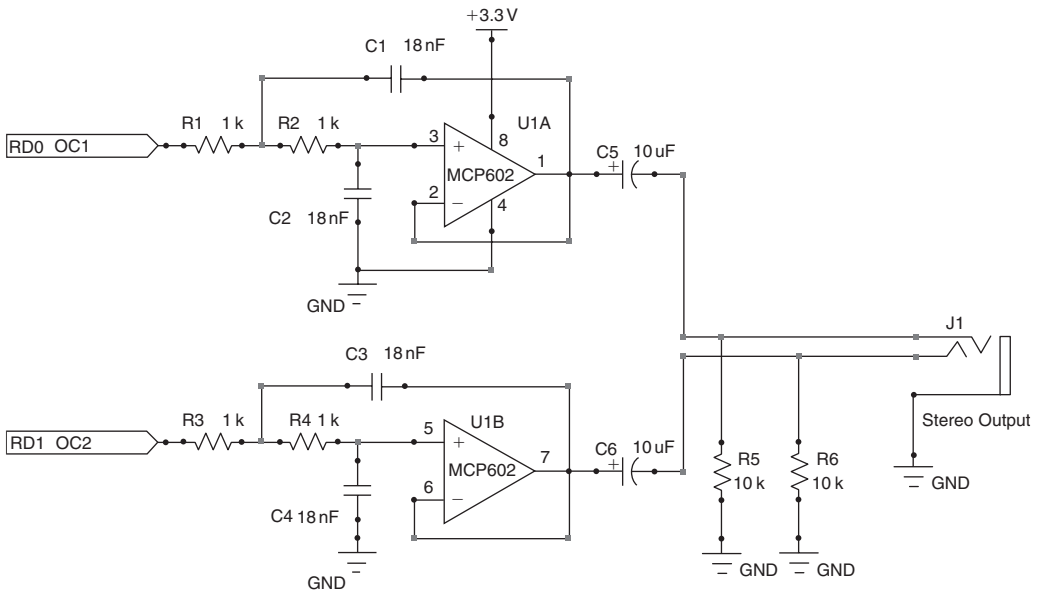 +3.3 V
C1 18 nF
R1 1 k
R2 1 k
U1A
3
8
RD0 OC1
+
MCP602
1
C5 10 uF
+
2
−
4
C2 18 nF
GND
J1
C3 18 nF
Stereo Output
R3 1 k
R4 1 k
U1B
5
RD1 OC2
+
MCP602
7
C6 10 uF
+
6
−
R5
10 k
R6
10 k
GND
C4 18 nF
GND
GND
GND